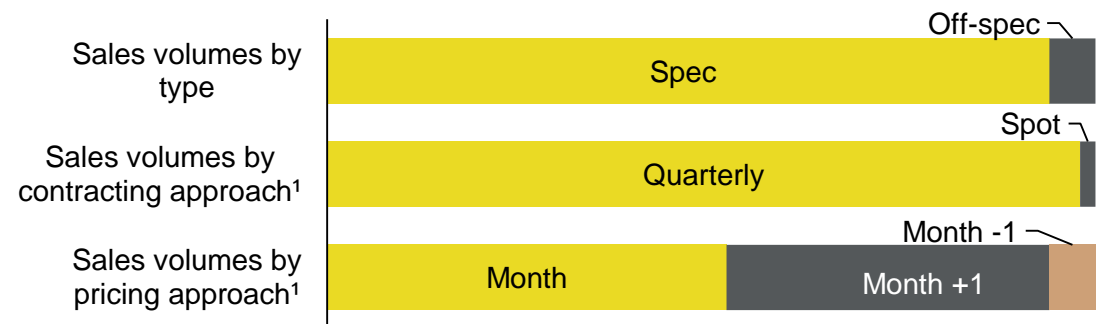 Off-spec
Sales volumes by
type
Spec
Spot
Sales volumes by
contracting approach¹
Quarterly
Month -1
Sales volumes by
pricing approach¹
Month
Month +1